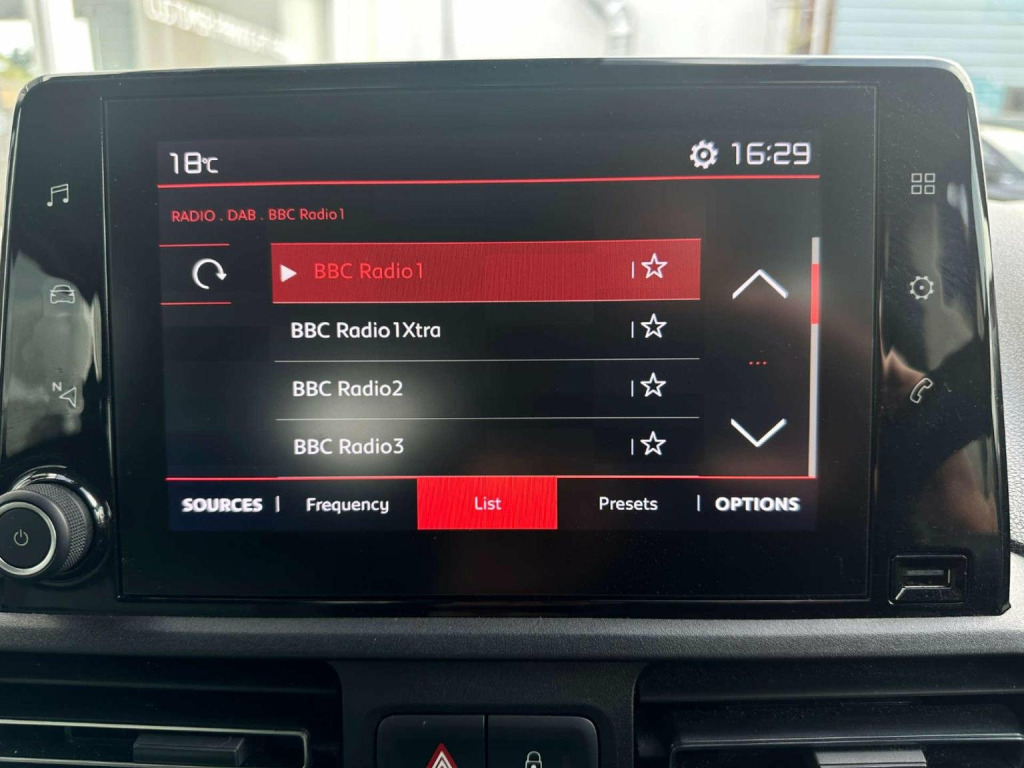 18°C
16:29
RADIO . DAB . BBC Radio1
BBC Radio1
BBC Radio1Xtra
BBC Radio2
BBC Radio3
SOURCES
Frequency
List
Presets
OPTIONS
N